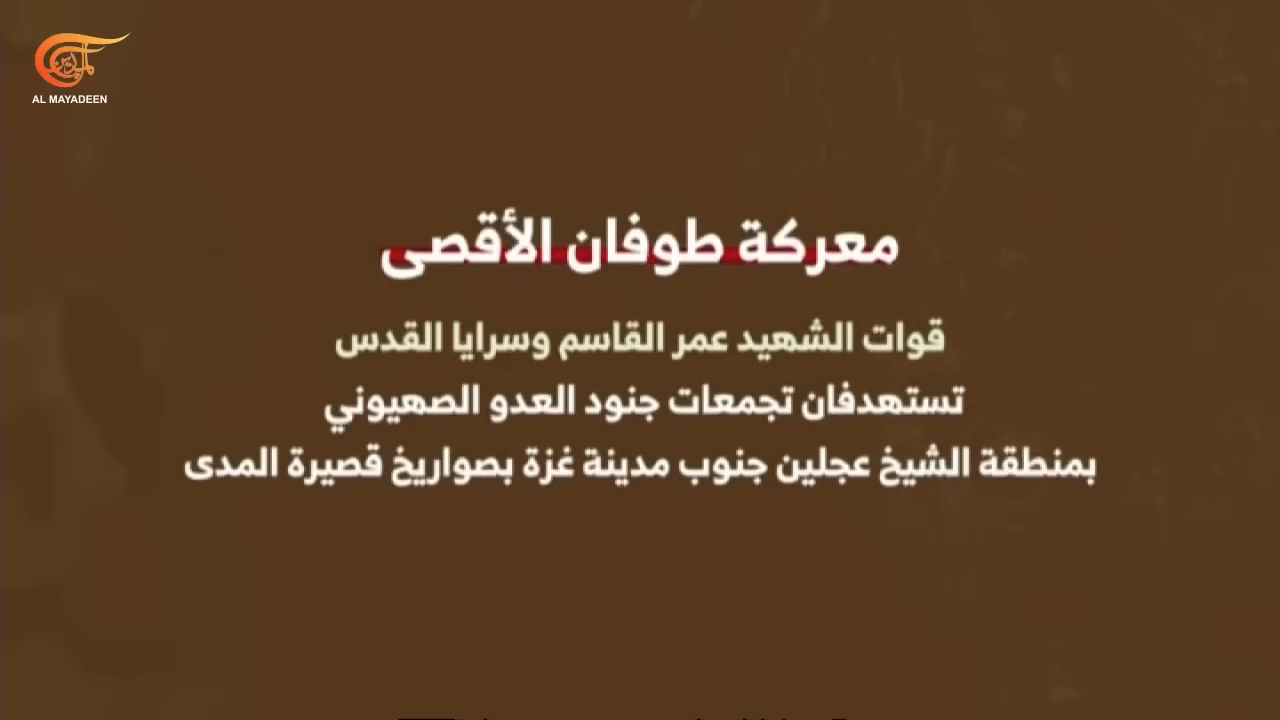 AL MAYADEEN
معركة طوفان الأقصى
قوات الشهيد عمر القاسم وسرايا القدس
تستهدفان تجمعات جنود العدو الصهيوني
بمنطقة الشيخ عجلين جنوب مدينة غزة بصواريخ قصيرة المدى